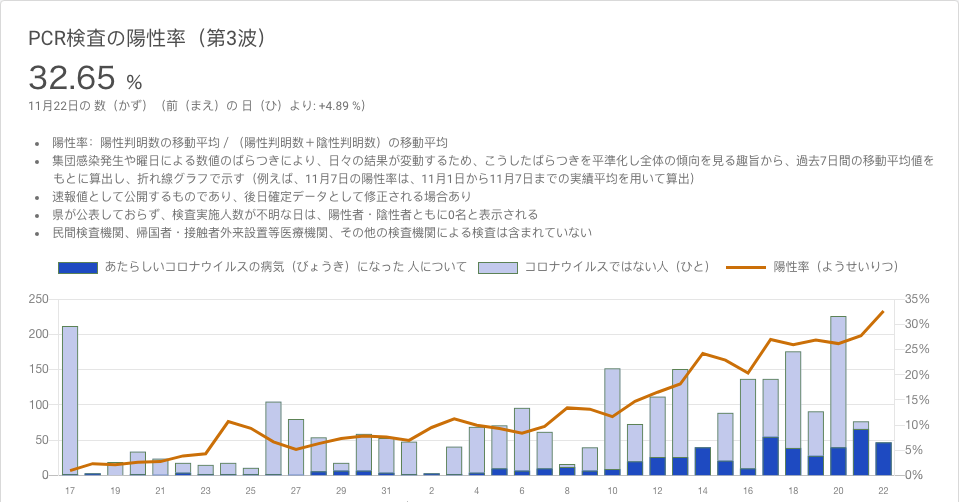 PCR検査の陽性率（第3波）
32.65 %
11月22日の 数（かず）（前（まえ）の 日（ひ）より: +4.89 %）
• 陽性率：陽性判明数の移動平均 / （陽性判明数＋陰性判明数）の移動平均
• 集団感染発生や曜日による数値のばらつきにより、日々の結果が変動するため、こうしたばらつきを平準化し全体の傾向を見る趣旨から、過去7日間の移動平均値を
もとに算出し、折れ線グラフで示す（例えば、11月7日の陽性率は、11月1日から11月7日までの実績平均を用いて算出）
• 速報値として公開するものであり、後日確定データとして修正される場合あり
• 県が公表しておらず、検査実施人数が不明な日は、陽性者・陰性者ともに0名と表示される
• 民間検査機関、帰国者・接触者外来設置等医療機関、その他の検査機関による検査は含まれていない
あたらしいコロナウイルスの病気（びょうき）になった 人について コロナウイルスではない人（ひと） 陽性率（ようせいりつ）
250 35%
30%
200
25%
150 20%
15%
100
10%
50
5%
0 0%
17 19 21 23 25 27 29 31 2 4 6 8 10 12 14 16 18 20 22